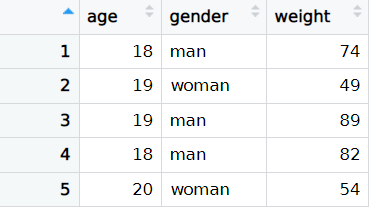 age gender weight
1 18 man 74
2 19 woman 49
3 19 man 89
4 18 man 82
5 20 woman 54